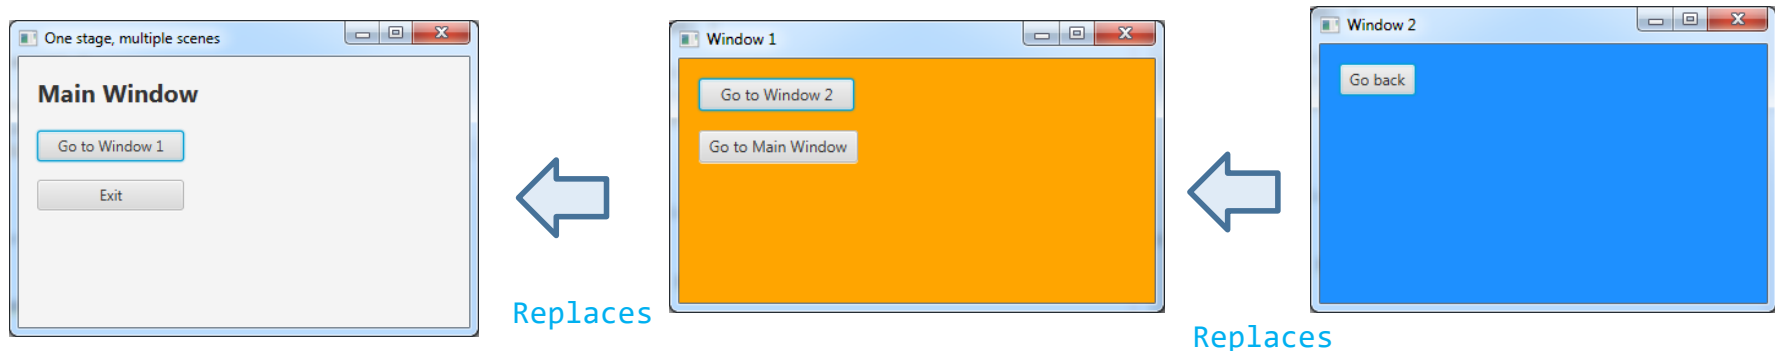 One stage, multiple scenes
Main Window
Go to Window 1
Exit
Replaces
Window 1
Go to Window 2
Go to Main Window
Replaces
Window 2
Go back